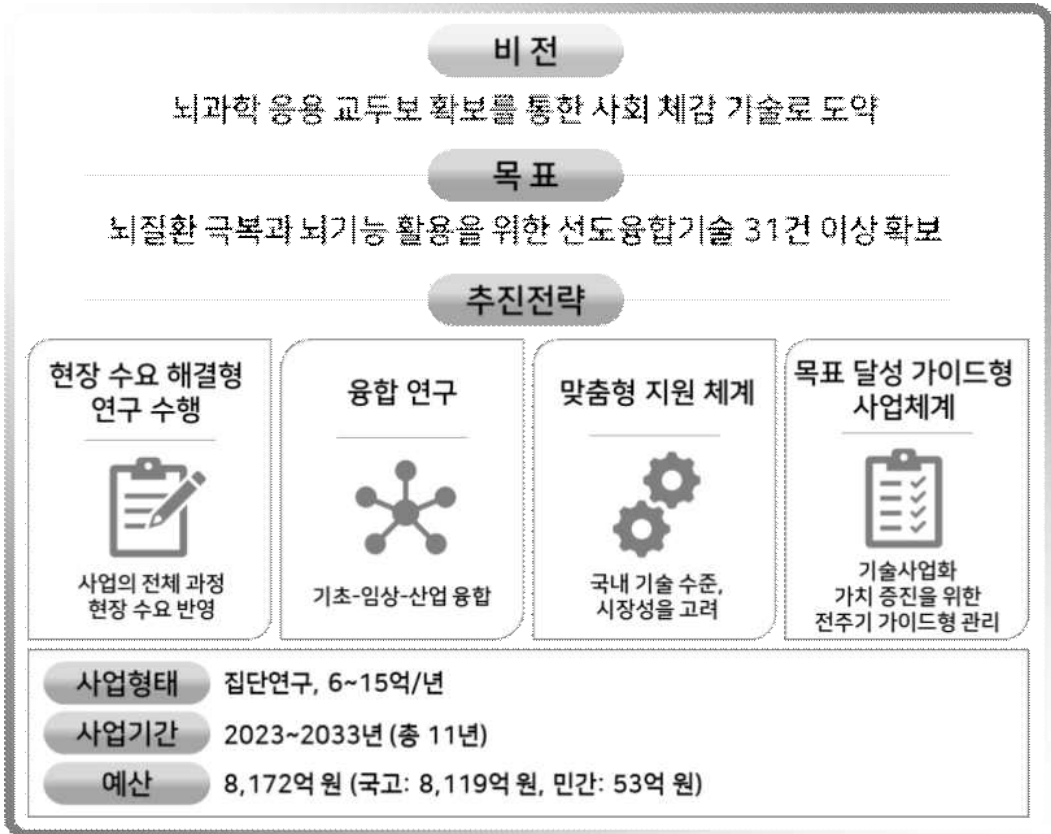 비 전
뇌과학 응용 교두보 확보를 통한 사회 체감 기술로 도약
목 표
뇌질환 극복과 뇌기능 활용을 위한 선도융합기술 31건 이상 확보
추진전략
현장 수요 해결형
연구 수행
사업의 전체 과정
현장 수요 반영
융합 연구
기초-임상-산업 융합
맞춤형 지원 체계
국내 기술 수준,
시장성을 고려
목표 달성 가이드형
사업체계
기술사업화
가치 증진을 위한
전주기 가이드형 관리
사업형태 집단연구, 6~15억/년
사업기간 2023~2033년 (총 11년)
예산 8,172억 원 (국고: 8,119억 원, 민간: 53억 원)